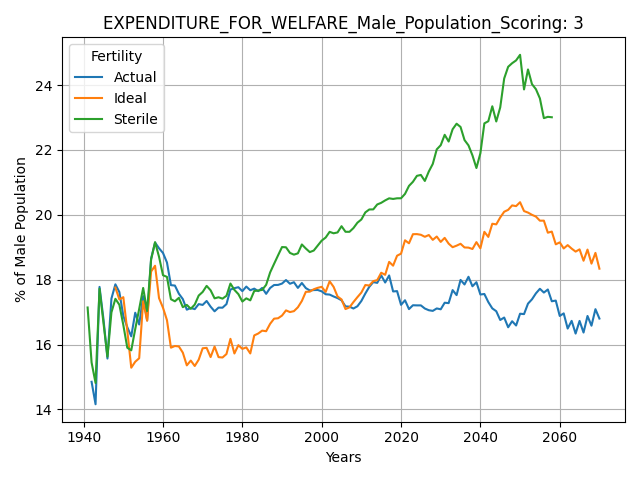 EXPENDITURE_FOR_WELFARE_Male_Population_Scoring: 3
Fertility
Actual
Ideal
Sterile
% of Male Population
24
22
20
18
16
14
1940 1960 1980 2000 2020 2040 2060
Years